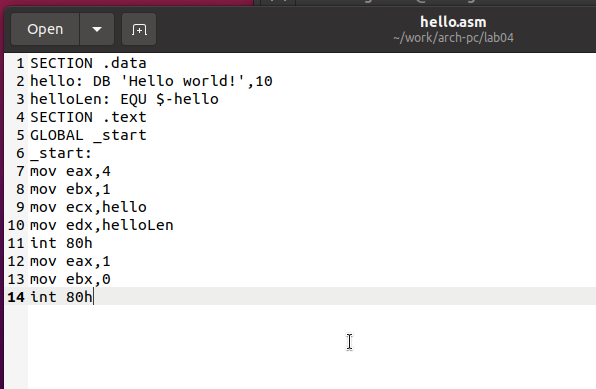 Open
hello.asm
~/work/arch-pc/lab04
1 SECTION .data
2 hello: DB 'Hello world!',10
3 helloLen: EQU $-hello
4 SECTION .text
5 GLOBAL _start
6 _start:
7 mov eax,4
8 mov ebx,1
9 mov ecx,hello
10 mov edx,helloLen
11 int 80h
12 mov eax,1
13 mov ebx,0
14 int 80h